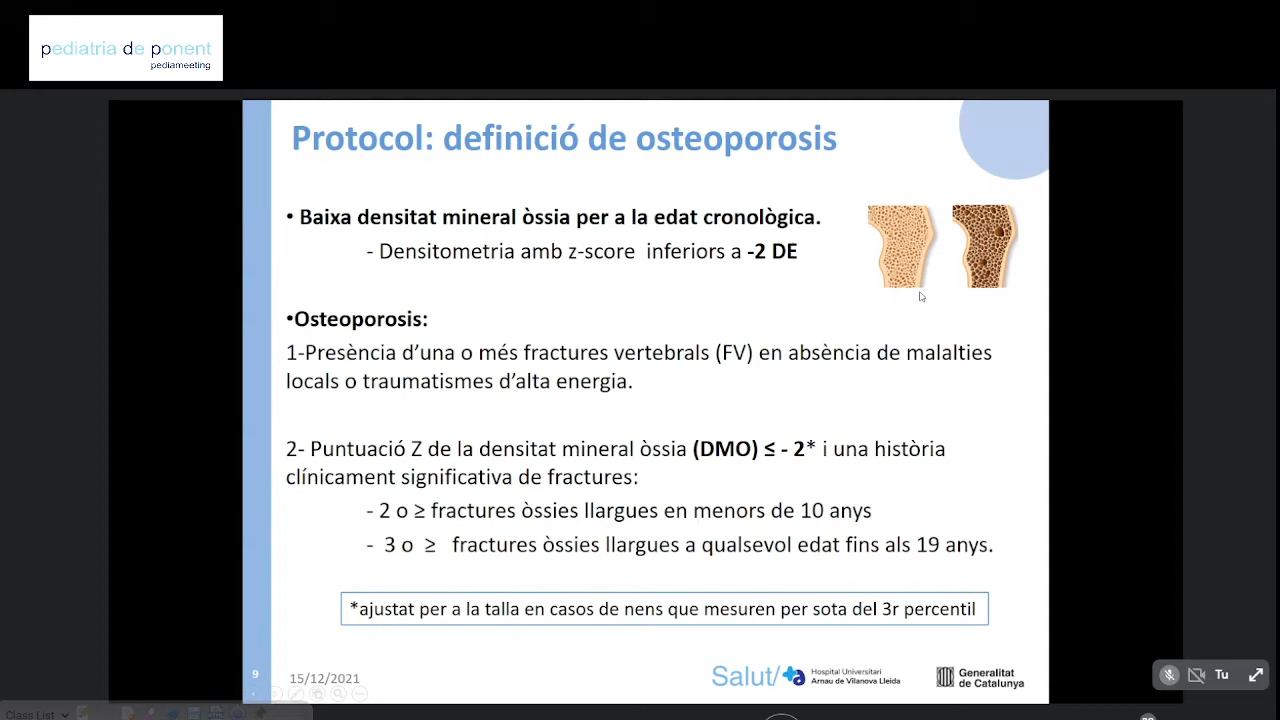 pediatria de ponent
pediameeting
Protocol: definició de osteoporosis
• Baixa densitat mineral òssia per a la edat cronològica.
- Densitometria amb z-score inferiors a -2 DE
•Osteoporosis:
1-Presència d’una o més fractures vertebrals (FV) en absència de malalties
locals o traumatismes d’alta energia.
2- Puntuació Z de la densitat mineral òssia (DMO) ≤ - 2* i una història
clínicament significativa de fractures:
- 2 o ≥ fractures òssies llargues en menors de 10 anys
- 3 o ≥ fractures òssies llargues a qualsevol edat fins als 19 anys.
*ajustat per a la talla en casos de nens que mesuren per sota del 3r percentil
9
15/12/2021
Salut/
Hospital Universitari
Arnau de Vilanova Lleida
Generalitat
de Catalunya
Tu
Class List